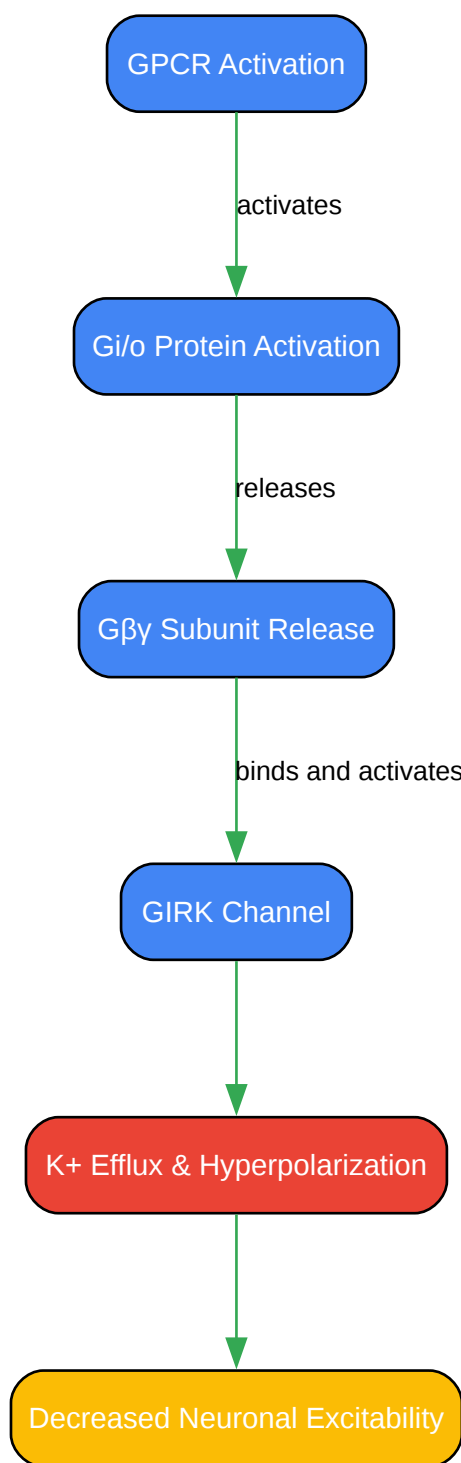 GPCR Activation
activates
Gi/o Protein Activation
releases
Gβγ Subunit Release
binds and activates
GIRK Channel
K+ Efflux & Hyperpolarization
Decreased Neuronal Excitability